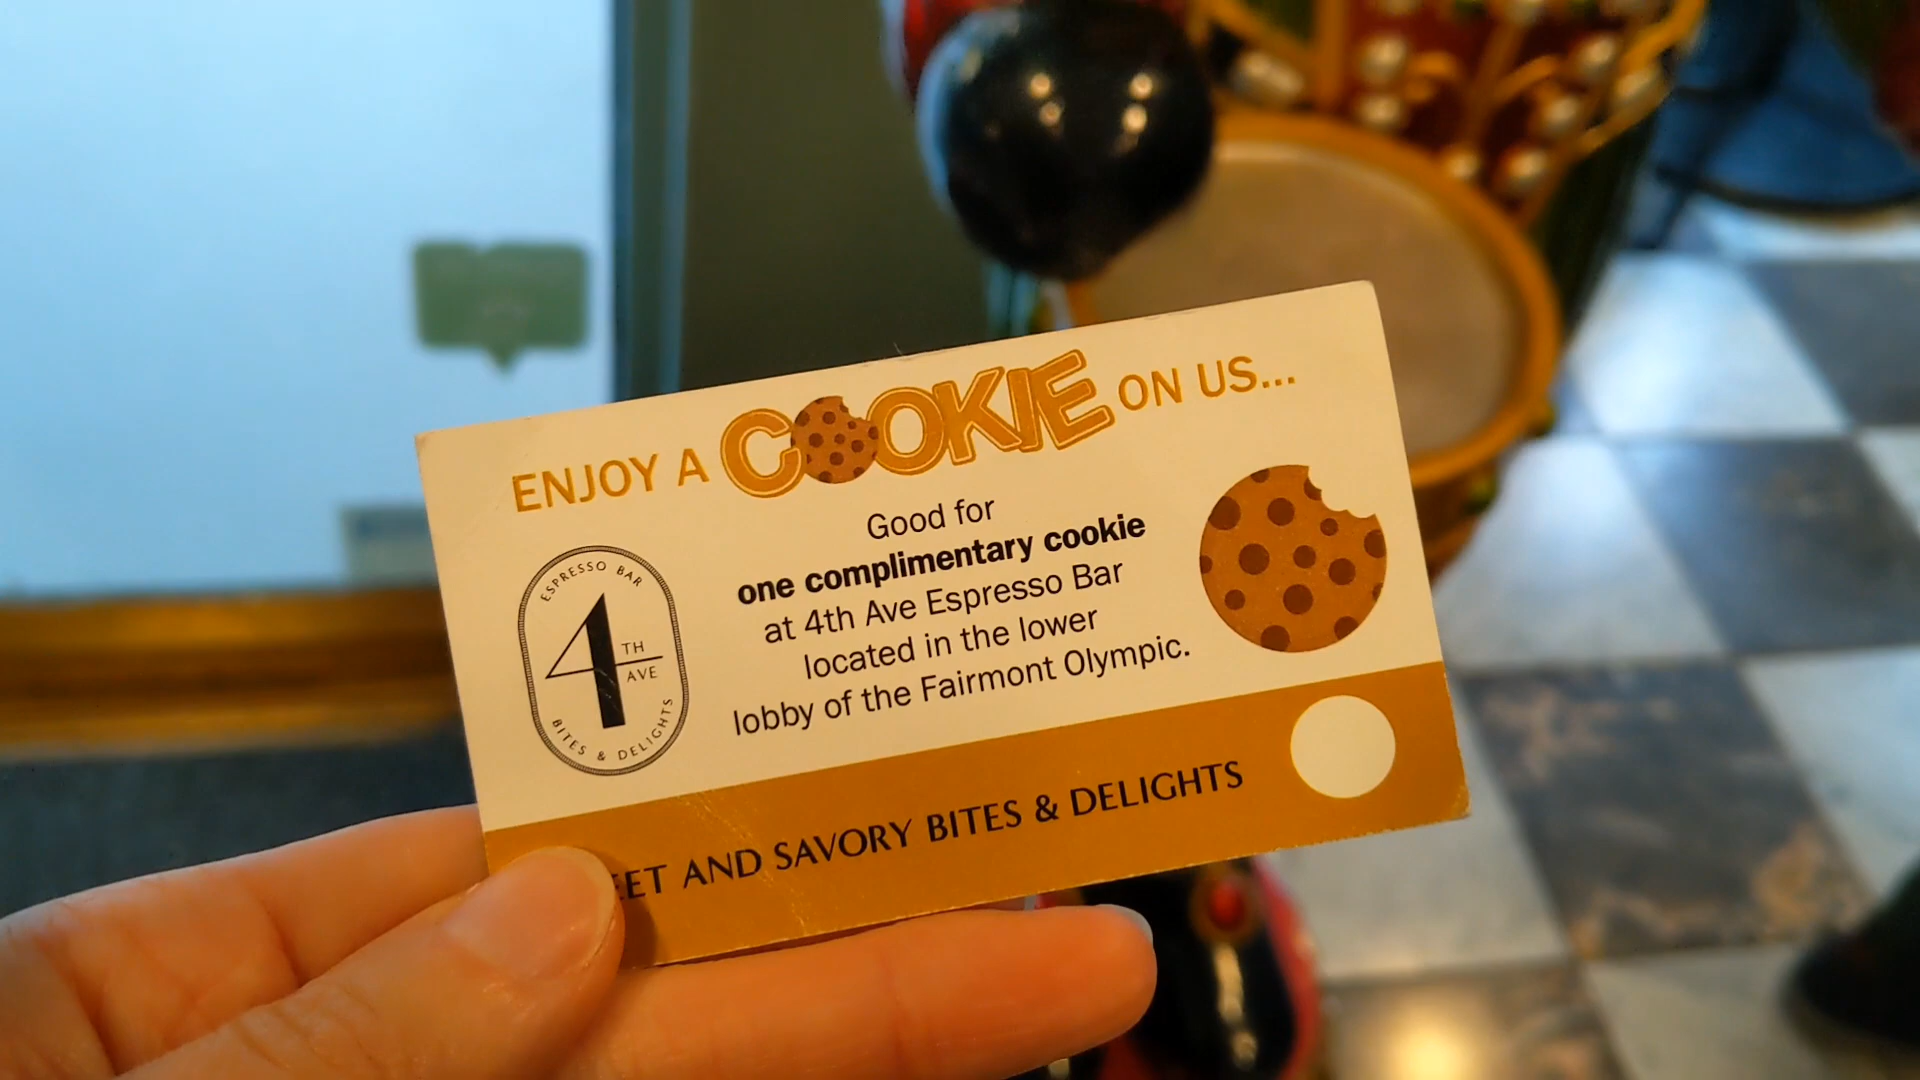 ENJOY A COOKIE ON US...
Good for
one complimentary cookie
at 4th Ave Espresso Bar
located in the lower
lobby of the Fairmont Olympic.
ESPRESSO BAR
4
TH
AVE
BITES & DELIGHTS
EET AND SAVORY BITES & DELIGHTS